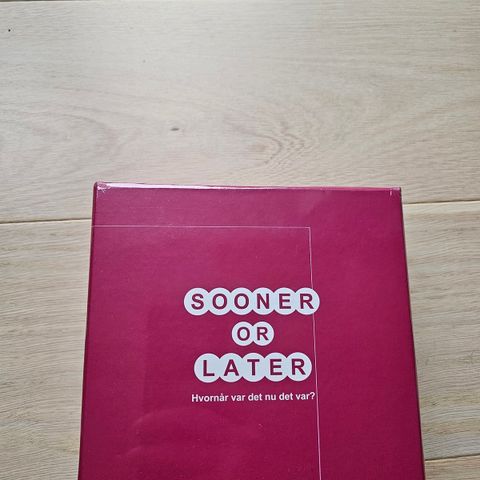 SOONER
OR
LATER
Hvornår var det nu det var?